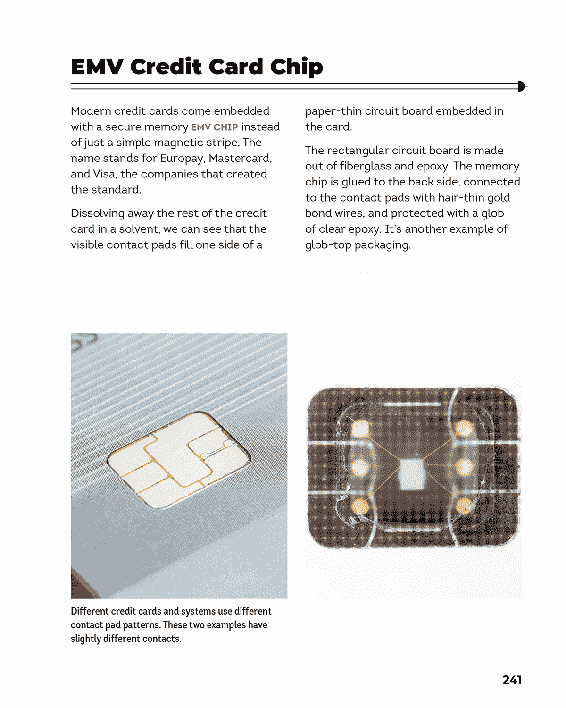 EMV Credit Card Chip
Modern credit cards come embedded
with a secure memory EMV CHIP instead
of just a simple magnetic stripe. The
name stands for Europay, Mastercard,
and Visa, the companies that created
the standard.
Dissolving away the rest of the credit
card in a solvent, we can see that the
visible contact pads fill one side of a
paper-thin circuit board embedded in
the card.
The rectangular circuit board is made
out of fiberglass and epoxy. The memory
chip is glued to the back side, connected
to the contact pads with hair-thin gold
bond wires, and protected with a glob
of clear epoxy. It's another example of
glob-top packaging.
Different credit cards and systems use different
contact pad patterns. These two examples have
slightly different contacts.
241